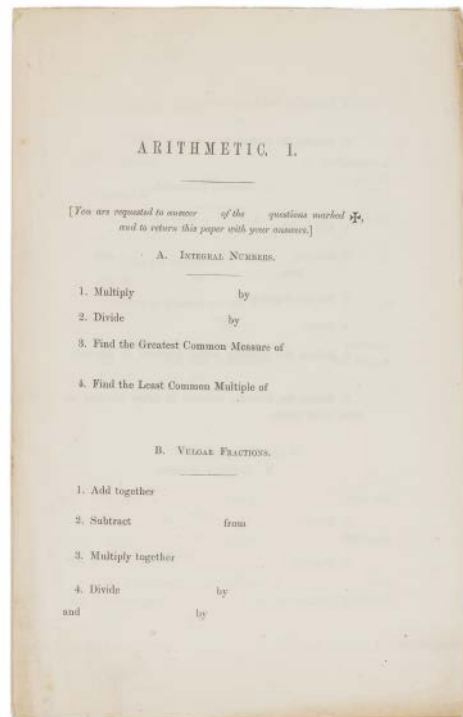 ARITHMETIC. I.
[You are requested to answer of the questions marked ✠,
and to return this paper with your answers.]
A. INTEGRAL NUMBERS.
1. Multiply by
2. Divide by
3. Find the Greatest Common Measure of
4. Find the Least Common Multiple of
B. VULGAR FRACTIONS.
1. Add together
2. Subtract from
3. Multiply together
4. Divide by
and by